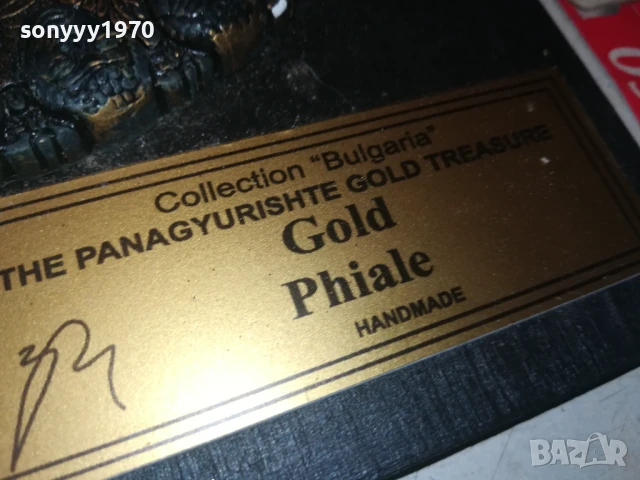 sonyyy1970
Collection "Bulgaria"
THE PANAGYURISHTE GOLD TREASURE
Gold
Phiale
HANDMADE
BAZAR